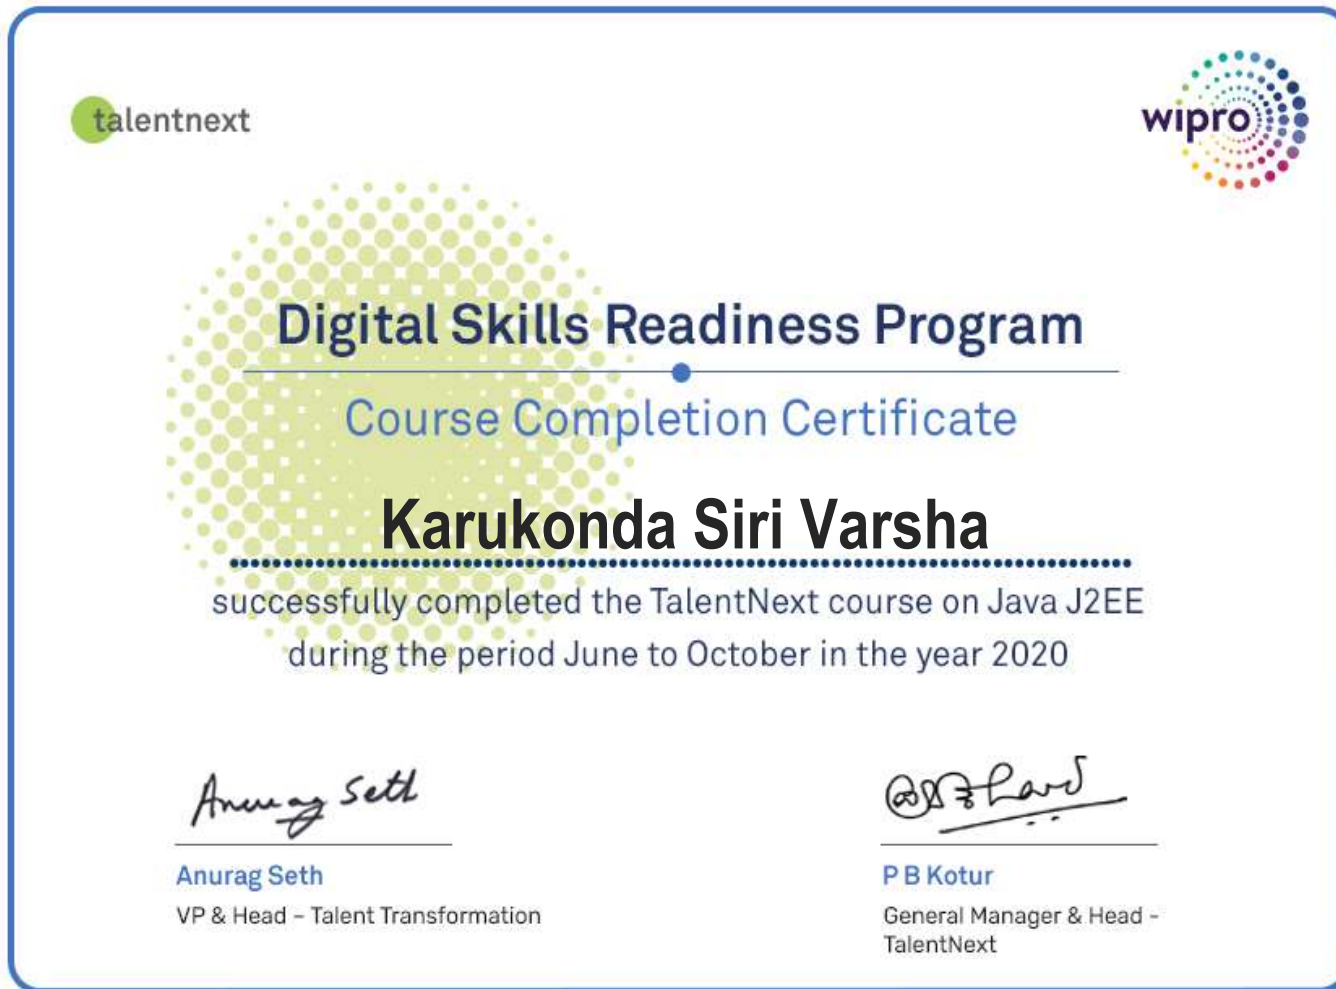 talentnext
wipro
Digital Skills Readiness Program
Course Completion Certificate
Karukonda Siri Varsha
successfully completed the TalentNext course on Java J2EE
during the period June to October in the year 2020
Anurag Seth
Anurag Seth
VP & Head – Talent Transformation
P B Kotur
General Manager & Head -
TalentNext